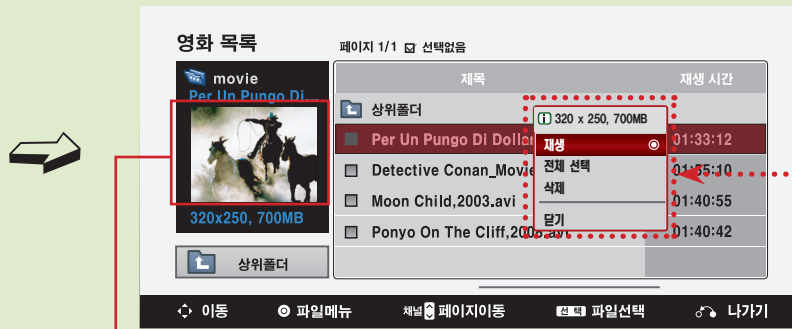 영화 목록
페이지 1/1 선택없음
movie
Per Un Pungo Di...
320x250, 700MB
상위폴더
제목 재생 시간
상위폴더
Per Un Pungo Di Dollar 01:33:12
Detective Conan_Movie 01:55:10
Moon Child,2003.avi 01:40:55
Ponyo On The Cliff,2008.avi 01:40:42
320 x 250, 700MB
재생
전체 선택
삭제
닫기
이동 파일메뉴 채널 페이지이동 선택 파일선택 나가기